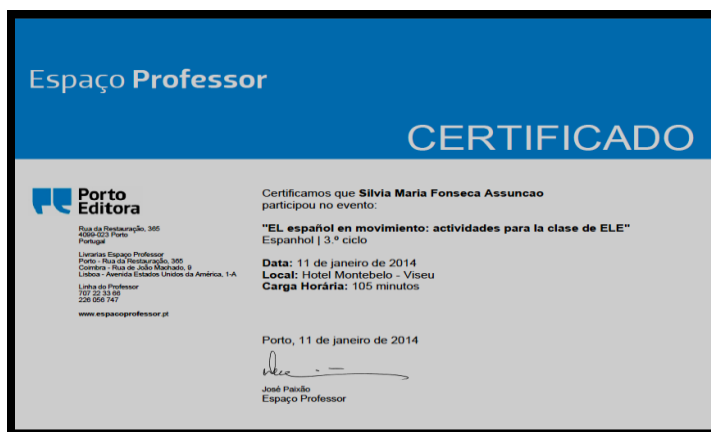 Espaço Professor
CERTIFICADO
Porto
Editora
Rua da Restauração, 365
4099-023 Porto
Portugal
Livrarias Espaço Professor
Porto - Rua da Restauração, 365
Coimbra - Rua de João Machado, 9
Lisboa - Avenida Estados Unidos da América, 1-A
Linha do Professor
707 22 33 66
226 056 747
www.espacoprofessor.pt
Certificamos que Silvia Maria Fonseca Assuncao
participou no evento:
"EL español en movimiento: actividades para la clase de ELE"
Espanhol | 3.º ciclo
Data: 11 de janeiro de 2014
Local: Hotel Montebelo - Viseu
Carga Horária: 105 minutos
Porto, 11 de janeiro de 2014
José Paixão
Espaço Professor